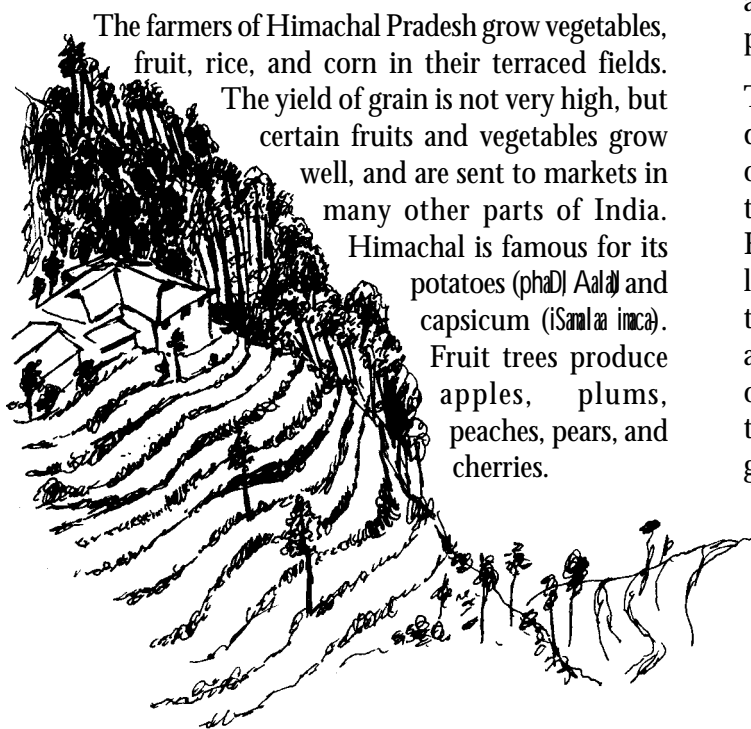 The farmers of Himachal Pradesh grow vegetables,
fruit, rice, and corn in their terraced fields.
The yield of grain is not very high, but
certain fruits and vegetables grow
well, and are sent to markets in
many other parts of India.
Himachal is famous for its
potatoes and
capsicum
Fruit trees produce
apples, plums,
peaches, pears, and
cherries.